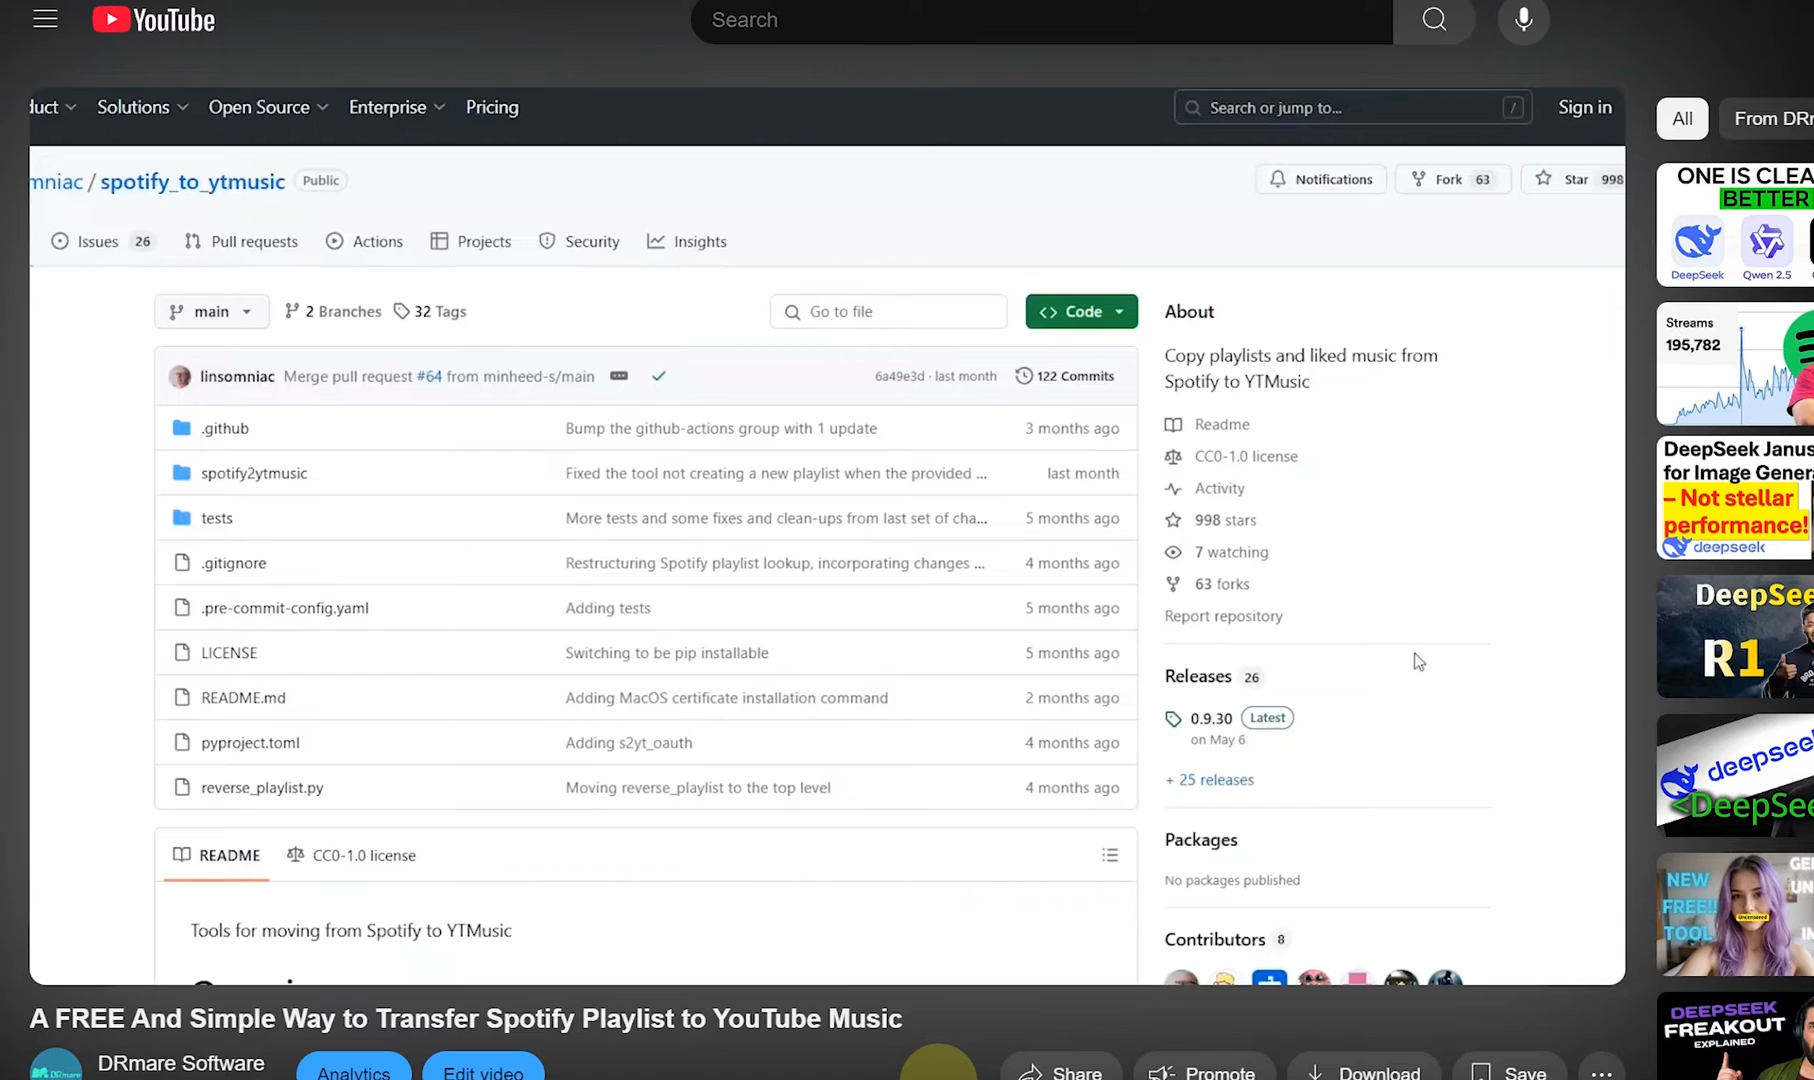 YouTube
Search
duct Solutions Open Source Enterprise Pricing
Search or jump to... / Sign in
mniac / spotify_to_ytmusic Public
Notifications Fork 63 Star 998
Issues 26 Pull requests Actions Projects Security Insights
main 2 Branches 32 Tags Go to file <> Code
linsomniac Merge pull request #64 from minheed-s/main 6a49e3d · last month 122 Commits
.github Bump the github-actions group with 1 update 3 months ago
spotify2ytmusic Fixed the tool not creating a new playlist when the provided ... last month
tests More tests and some fixes and clean-ups from last set of cha... 5 months ago
.gitignore Restructuring Spotify playlist lookup, incorporating changes ... 4 months ago
.pre-commit-config.yaml Adding tests 5 months ago
LICENSE Switching to be pip installable 5 months ago
README.md Adding MacOS certificate installation command 2 months ago
pyproject.toml Adding s2yt_oauth 4 months ago
reverse_playlist.py Moving reverse_playlist to the top level 4 months ago
README CC0-1.0 license
Tools for moving from Spotify to YTMusic
About
Copy playlists and liked music from
Spotify to YTMusic
Readme
CC0-1.0 license
Activity
998 stars
7 watching
63 forks
Report repository
Releases 26
0.9.30 Latest
on May 6
+ 25 releases
Packages
No packages published
Contributors 8
A FREE And Simple Way to Transfer Spotify Playlist to YouTube Music
DRmare Software
Analytics Edit video Share Promote Download Save ...
All From DRm
ONE IS CLEA
BETTER
DeepSeek Qwen 2.5
Streams
195,782
DeepSeek Janus
for Image Genera
– Not stellar
performance!
deepseek
DeepSee
R1
deepseek
<DeepSee
NEW
FREE!!
TOOL
GEN
UN
IM
Uncensored
DEEPSEEK
FREAKOUT
EXPLAINED